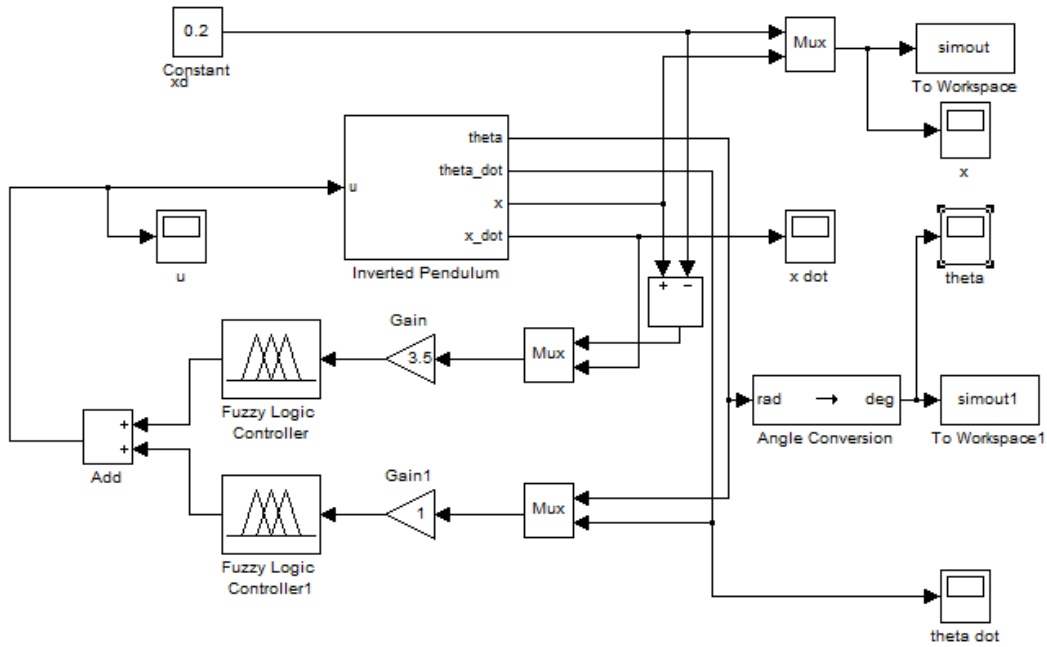 0.2
Constant
xd
Mux
simout
To Workspace
x
theta
theta_dot
x
x_dot
u
Inverted Pendulum
u
x dot
theta
+ −
Gain
3.5
Mux
Fuzzy Logic
Controller
+
+
Add
rad → deg
Angle Conversion
simout1
To Workspace1
Gain1
1
Mux
Fuzzy Logic
Controller1
theta dot